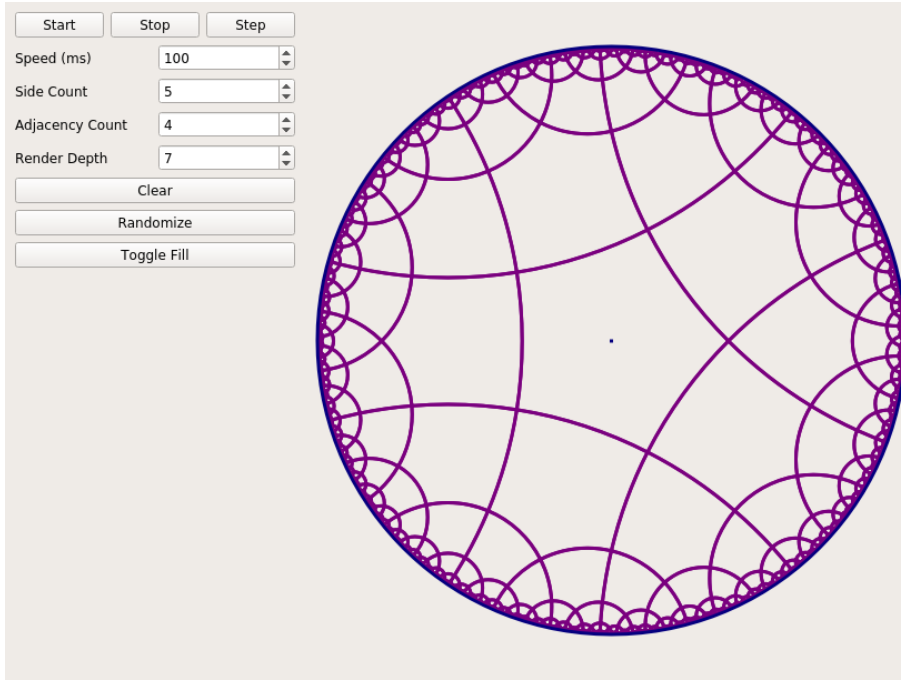 Start Stop Step
Speed (ms) 100
Side Count 5
Adjacency Count 4
Render Depth 7
Clear
Randomize
Toggle Fill